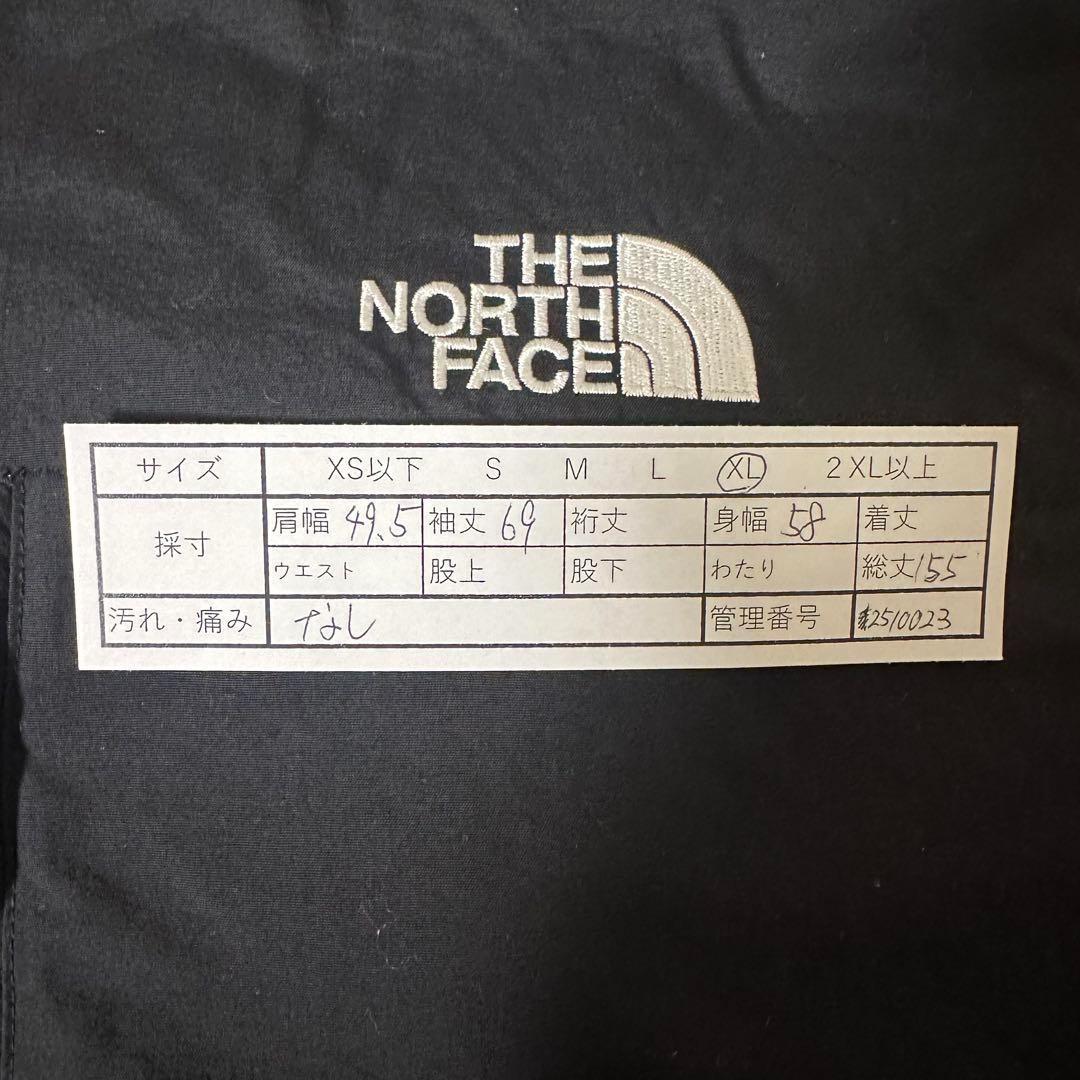 THE
NORTH
FACE
サイズ XS以下 S M L XL 2XL以上
採寸
肩幅 49.5 袖丈 69 裄丈 身幅 58 着丈
ウエスト 股上 股下 わたり 総丈 155
汚れ・痛み なし 管理番号 2510023